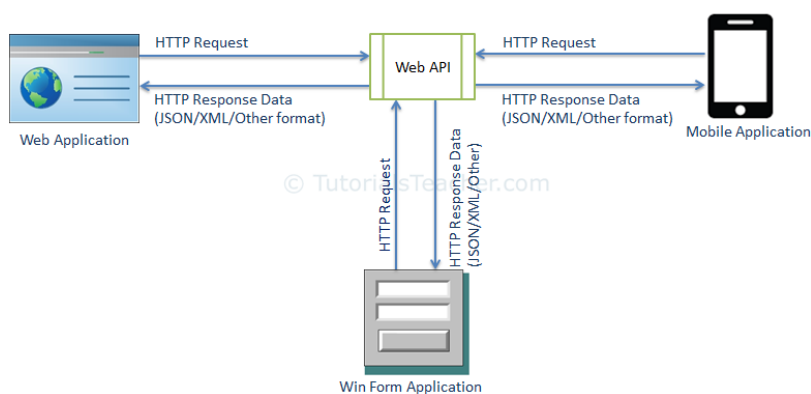 HTTP Request
HTTP Response Data
(JSON/XML/Other format)
Web Application
Web API
HTTP Request
HTTP Response Data
(JSON/XML/Other format)
Mobile Application
© TutorialsTeacher.com
HTTP Request
HTTP Response Data
(JSON/XML/Other)
Win Form Application